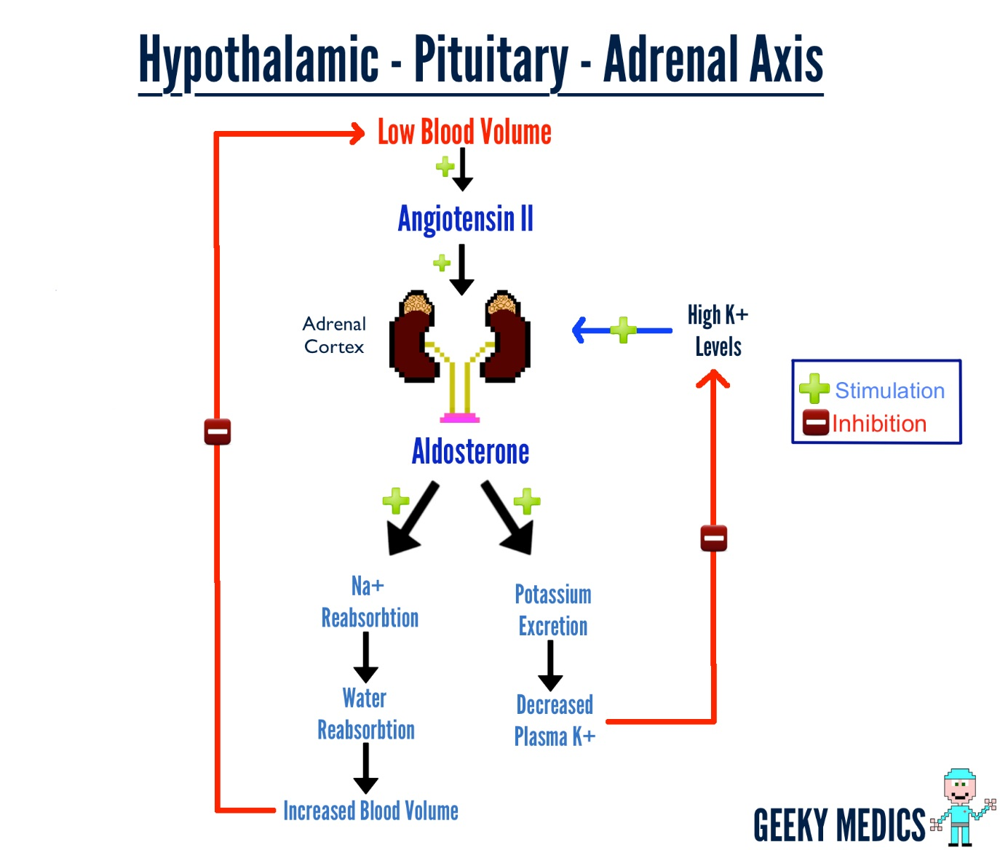 Hypothalamic - Pituitary - Adrenal Axis
Low Blood Volume
Angiotensin II
Adrenal
Cortex
High K+
Levels
Stimulation
Inhibition
Aldosterone
Na+
Reabsorbtion
Potassium
Excretion
Water
Reabsorbtion
Decreased
Plasma K+
Increased Blood Volume
GEEKY MEDICS